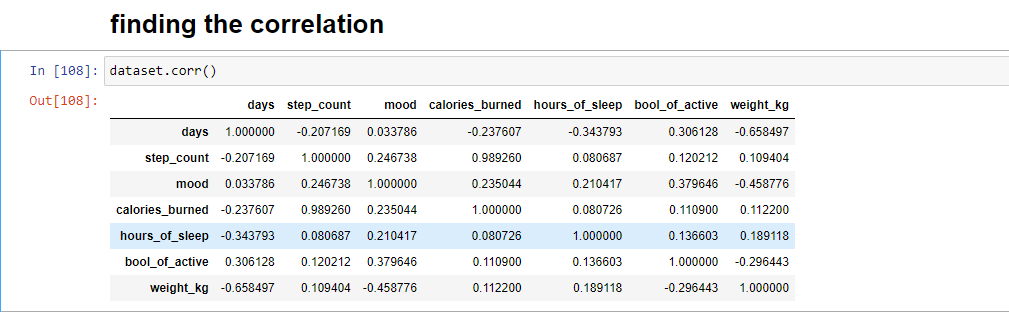 finding the correlation
In [108]: dataset.corr()
Out[108]:
days step_count mood calories_burned hours_of_sleep bool_of_active weight_kg
days 1.000000 -0.207169 0.033786 -0.237607 -0.343793 0.306128 -0.658497
step_count -0.207169 1.000000 0.246738 0.989260 0.080687 0.120212 0.109404
mood 0.033786 0.246738 1.000000 0.235044 0.210417 0.379646 -0.458776
calories_burned -0.237607 0.989260 0.235044 1.000000 0.080726 0.110900 0.112200
hours_of_sleep -0.343793 0.080687 0.210417 0.080726 1.000000 0.136603 0.189118
bool_of_active 0.306128 0.120212 0.379646 0.110900 0.136603 1.000000 -0.296443
weight_kg -0.658497 0.109404 -0.458776 0.112200 0.189118 -0.296443 1.000000